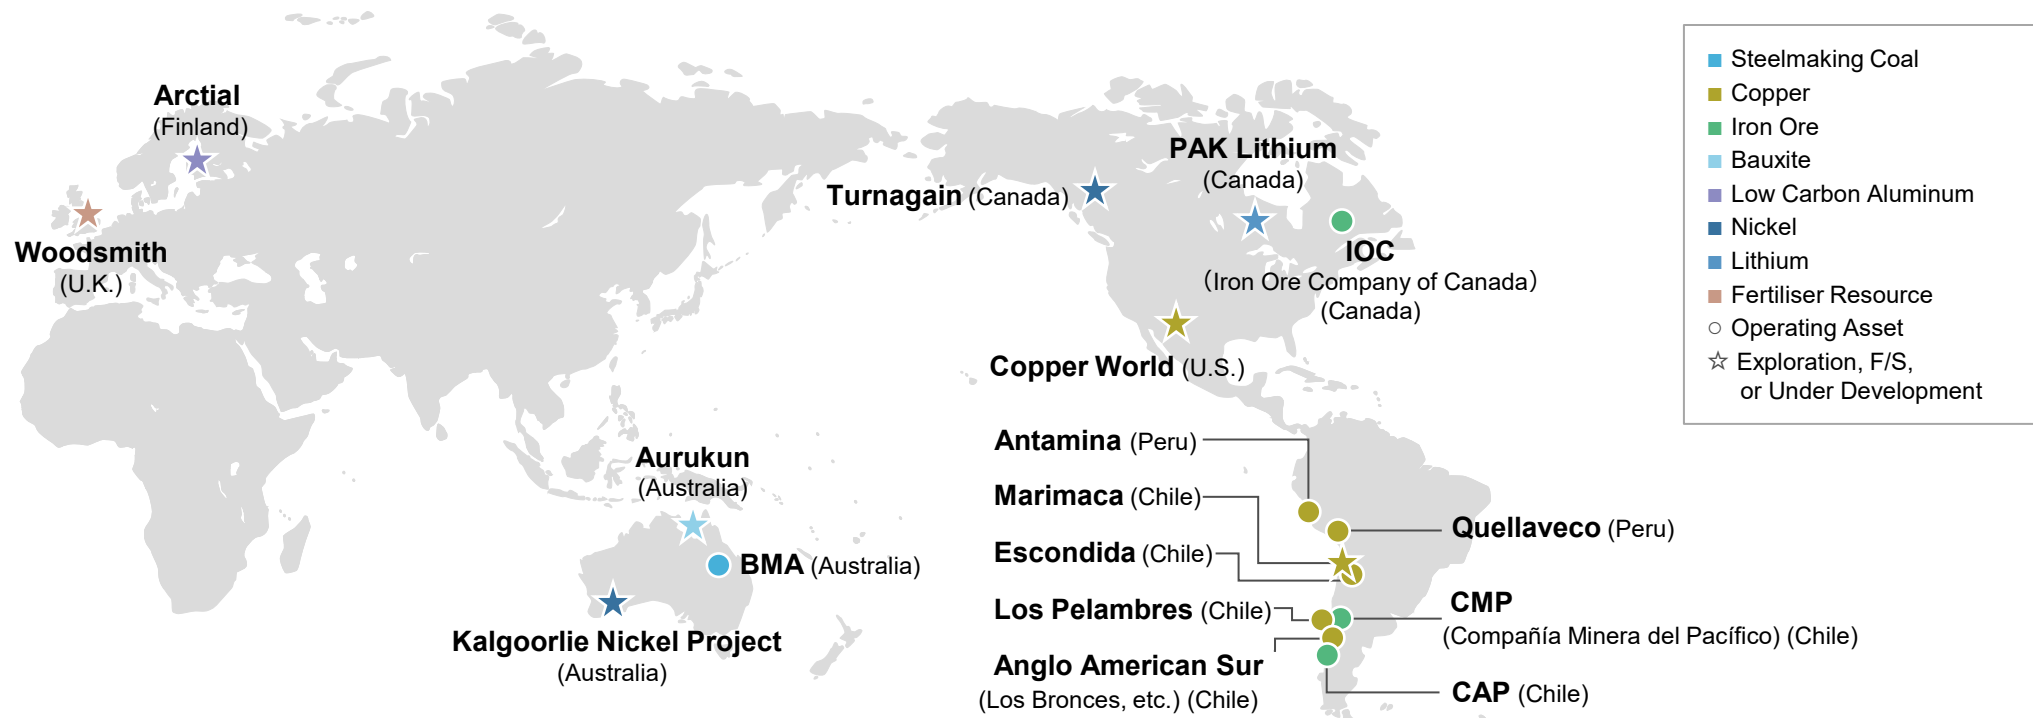 Arctial
(Finland)
Woodsmith
(U.K.)
Turnagain (Canada)
PAK Lithium
(Canada)
IOC
(Iron Ore Company of Canada)
(Canada)
Copper World (U.S.)
Aurukun
(Australia)
BMA (Australia)
Kalgoorlie Nickel Project
(Australia)
Antamina (Peru)
Marimaca (Chile)
Escondida (Chile)
Los Pelambres (Chile)
Anglo American Sur
(Los Bronces, etc.) (Chile)
Quellaveco (Peru)
CMP
(Compañía Minera del Pacífico) (Chile)
CAP (Chile)
Steelmaking Coal
Copper
Iron Ore
Bauxite
Low Carbon Aluminum
Nickel
Lithium
Fertiliser Resource
Operating Asset
Exploration, F/S,
or Under Development